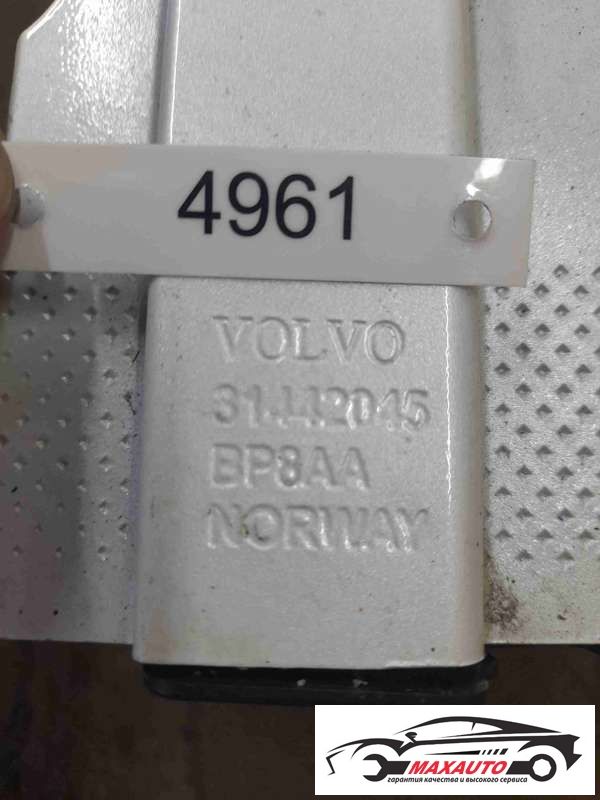 4961
VOLVO
31442045
BP8AA
NORWAY
MAXAUTO
гарантия качества и высокого сервиса